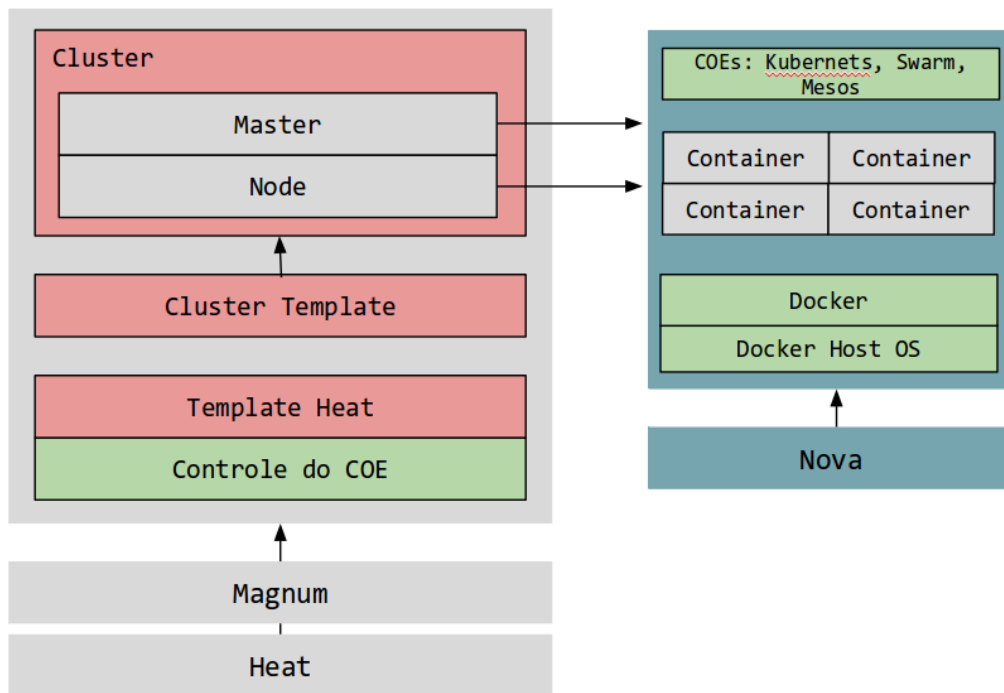 Cluster
Master
Node
Cluster Template
Template Heat
Controle do COE
Magnum
Heat
COEs: Kubernets, Swarm,
Mesos
Container Container
Container Container
Docker
Docker Host OS
Nova